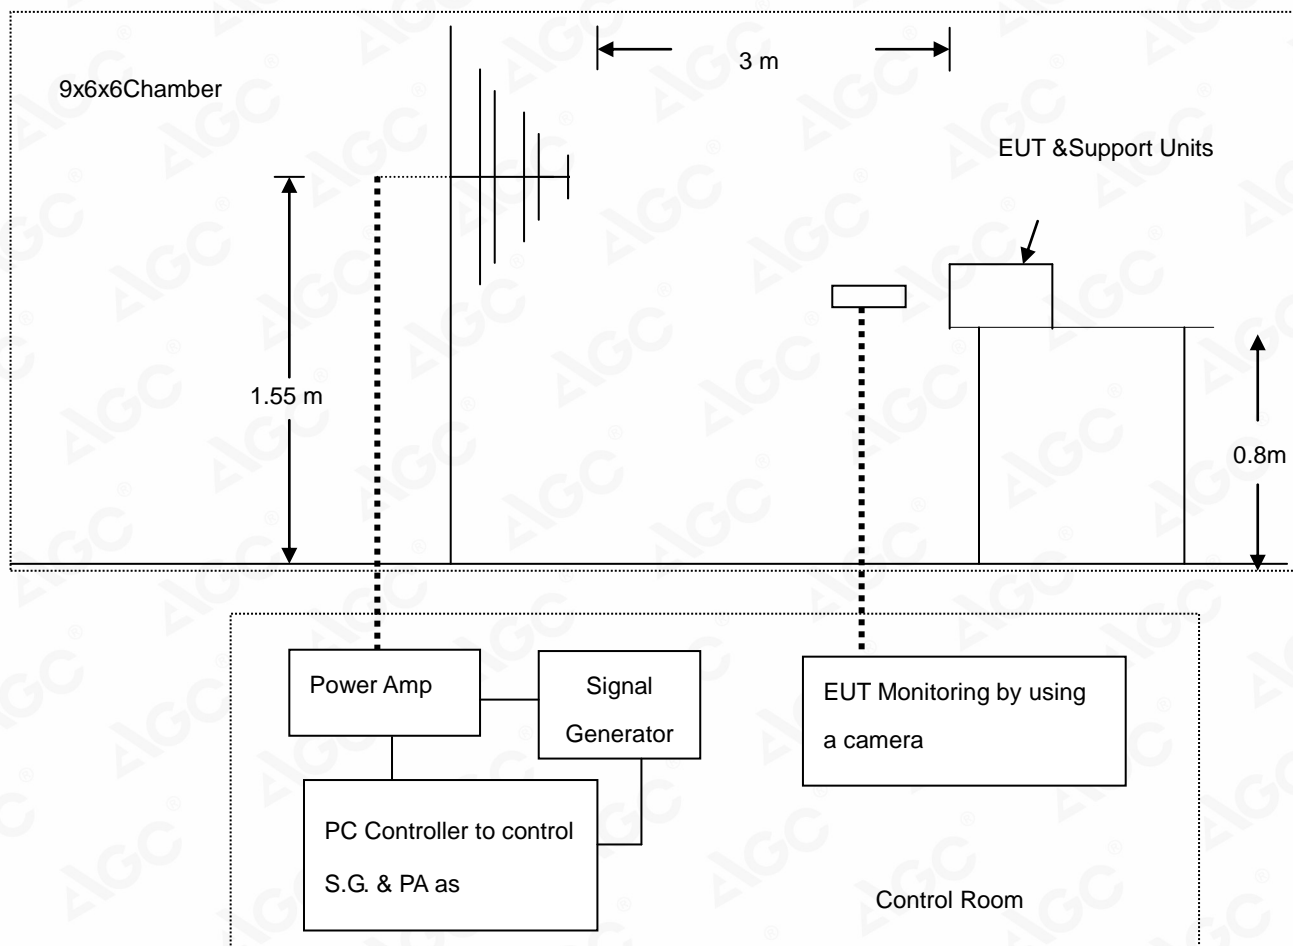 3 m
9x6x6Chamber
EUT &Support Units
1.55 m
0.8m
Power Amp
Signal
Generator
EUT Monitoring by using
a camera
PC Controller to control
S.G. & PA as
Control Room
AGC